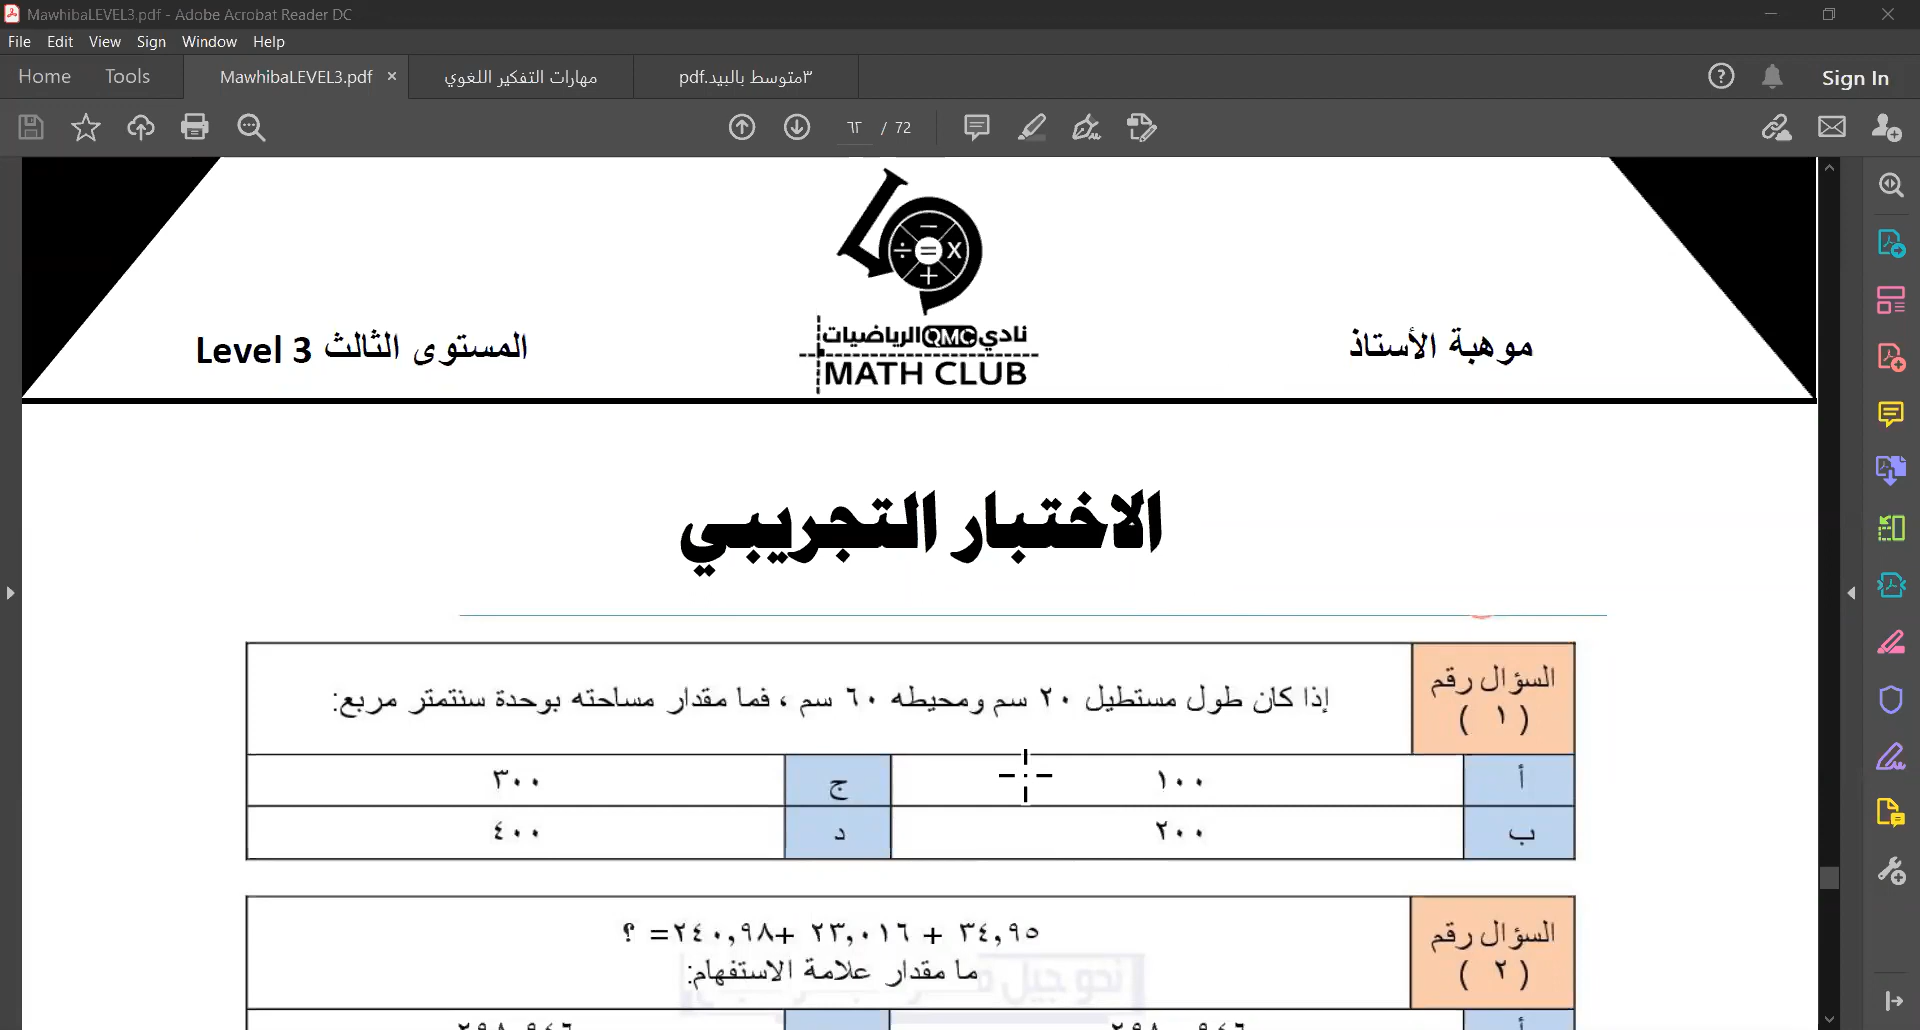 MawhibaLEVEL3.pdf - Adobe Acrobat Reader DC
File Edit View Sign Window Help
Home Tools MawhibaLEVEL3.pdf × مهارات التفكير اللغوي ٣متوسط بالبيد.pdf Sign In
٦٢ / 72
موهبة الأستاذ
نادي QMC الرياضيات
MATH CLUB
المستوى الثالث Level 3
الاختبار التجريبي
السؤال رقم
( ١ )
إذا كان طول مستطيل ٢٠ سم ومحيطه ٦٠ سم ، فما مقدار مساحته بوحدة سنتمتر مربع:
أ ١٠٠ ج ٣٠٠
ب ٢٠٠ د ٤٠٠
السؤال رقم
( ٢ )
٣٤,٩٥ + ٢٣,٠١٦ +٢٤٠,٩٨= ؟
ما مقدار علامة الاستفهام: